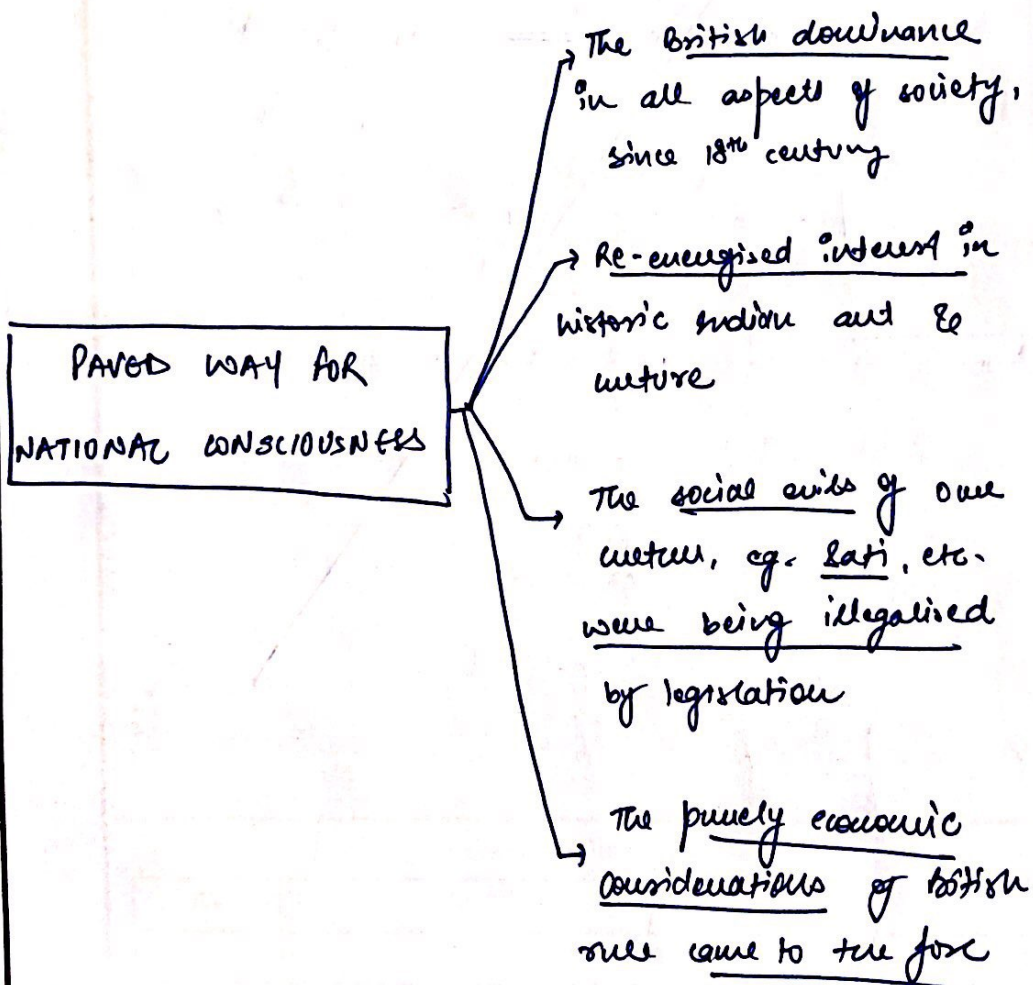 PAVED WAY FOR
NATIONAL CONSCIOUSNESS
The British dominance
in all aspects of society,
since 18th century
Re-energised interest in
historic Indian art &
culture
The social evils of our
culture, eg. Sati, etc.
were being illegalised
by legislation
The purely economic
considerations of British
rule came to the fore